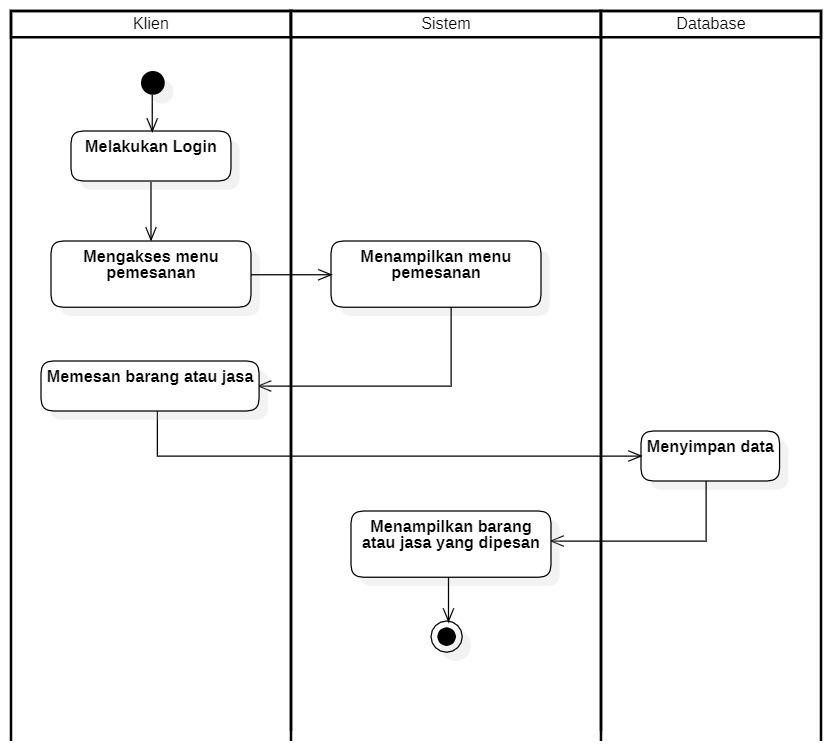 Klien
Sistem
Database
Melakukan Login
Mengakses menu
pemesanan
Menampilkan menu
pemesanan
Memesan barang atau jasa
Menyimpan data
Menampilkan barang
atau jasa yang dipesan